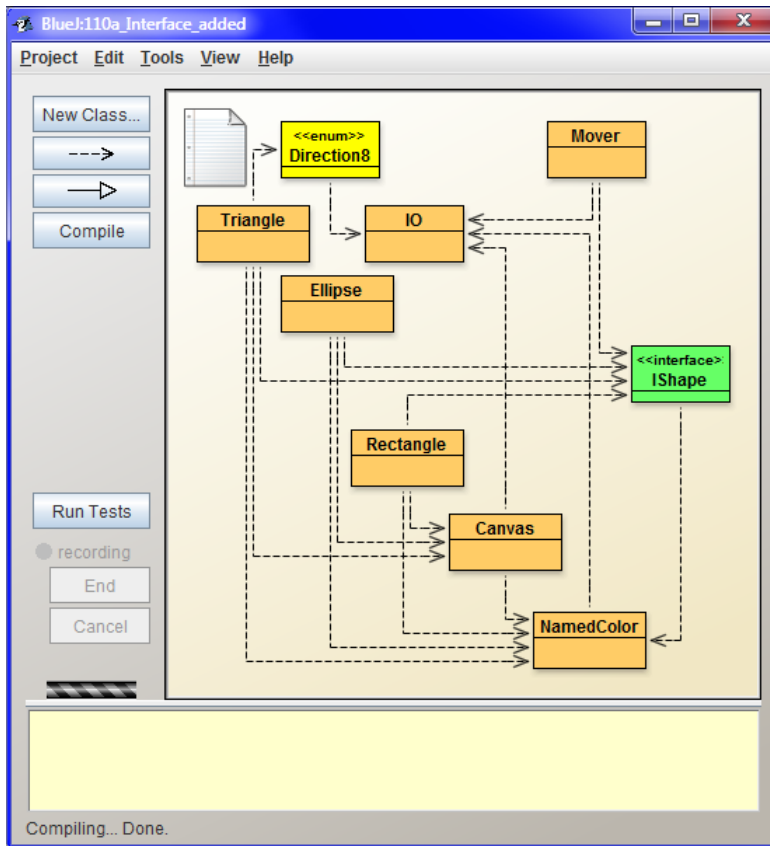 BlueJ:110a_Interface_added
Project Edit Tools View Help
New Class...
Compile
Run Tests
recording
End
Cancel
<<enum>>
Direction8
Mover
Triangle
IO
Ellipse
<<interface>
IShape
Rectangle
Canvas
NamedColor
Compiling... Done.